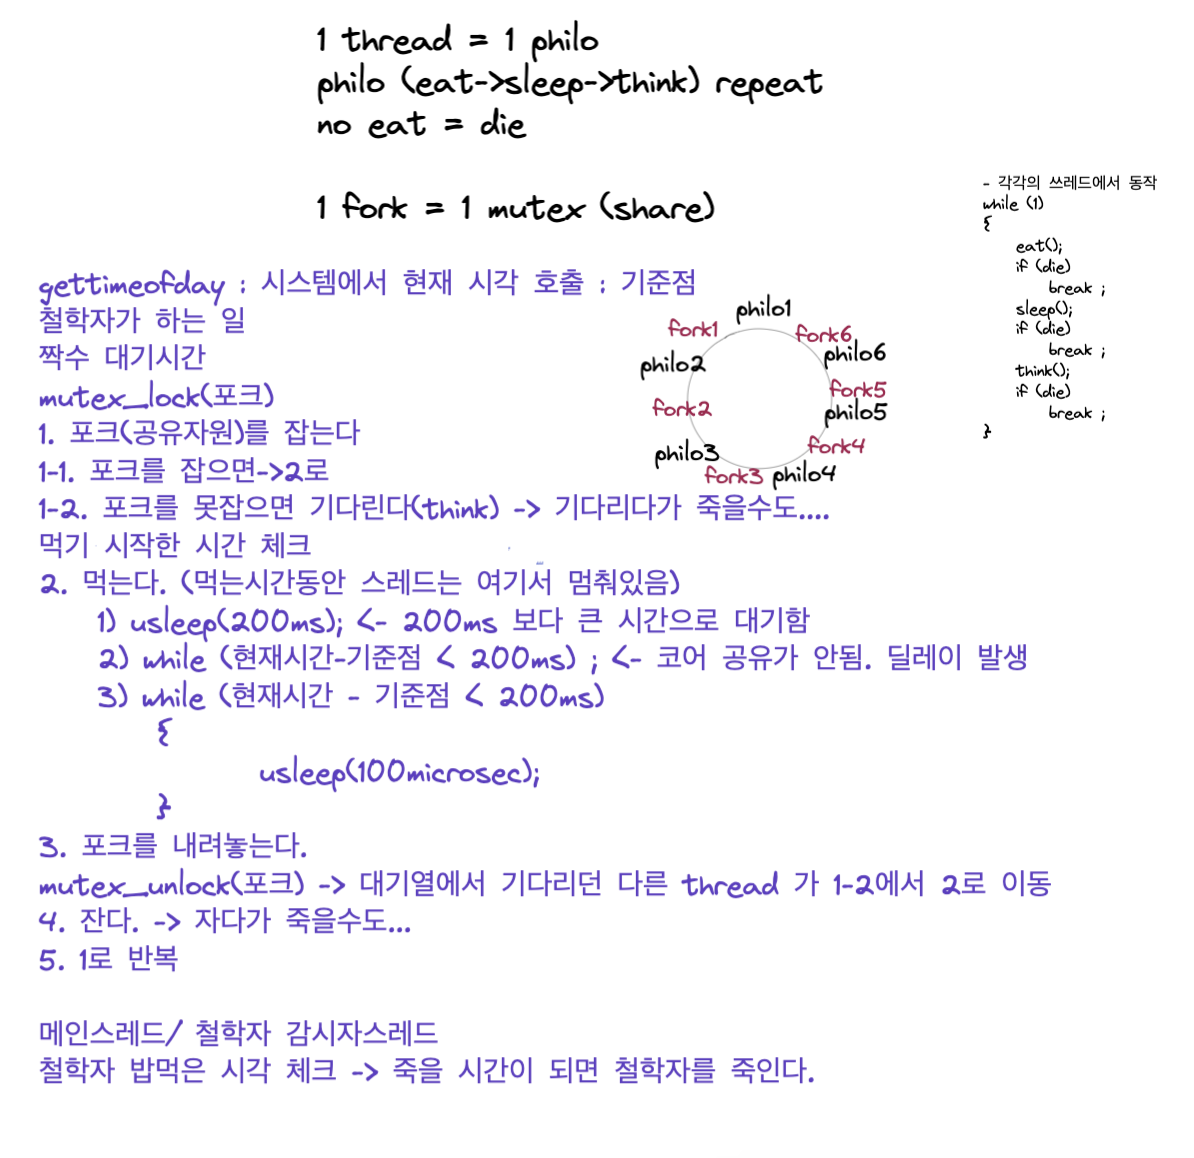 1 thread = 1 philo
philo (eat->sleep->think) repeat
no eat = die
1 fork = 1 mutex (share)
- 각각의 쓰레드에서 동작
while (1)
{
eat();
if (die)
break ;
sleep();
if (die)
break ;
think();
if (die)
break ;
}
gettimeofday : 시스템에서 현재 시각 호출 : 기준점
철학자가 하는 일
짝수 대기시간
mutex_lock(포크)
1. 포크(공유자원)를 잡는다
1-1. 포크를 잡으면->2로
1-2. 포크를 못잡으면 기다린다(think) -> 기다리다가 죽을수도....
먹기 시작한 시간 체크
philo1
fork1
fork6
philo6
philo2
fork5
fork2
philo5
fork4
philo3
fork3
philo4
2. 먹는다. (먹는시간동안 스레드는 여기서 멈춰있음)
1) usleep(200ms); <- 200ms 보다 큰 시간으로 대기함
2) while (현재시간-기준점 < 200ms) ; <- 코어 공유가 안됨. 딜레이 발생
3) while (현재시간 - 기준점 < 200ms)
{
usleep(100microsec);
}
3. 포크를 내려놓는다.
mutex_unlock(포크) -> 대기열에서 기다리던 다른 thread 가 1-2에서 2로 이동
4. 잔다. -> 자다가 죽을수도...
5. 1로 반복
메인스레드/ 철학자 감시자스레드
철학자 밥먹은 시각 체크 -> 죽을 시간이 되면 철학자를 죽인다.